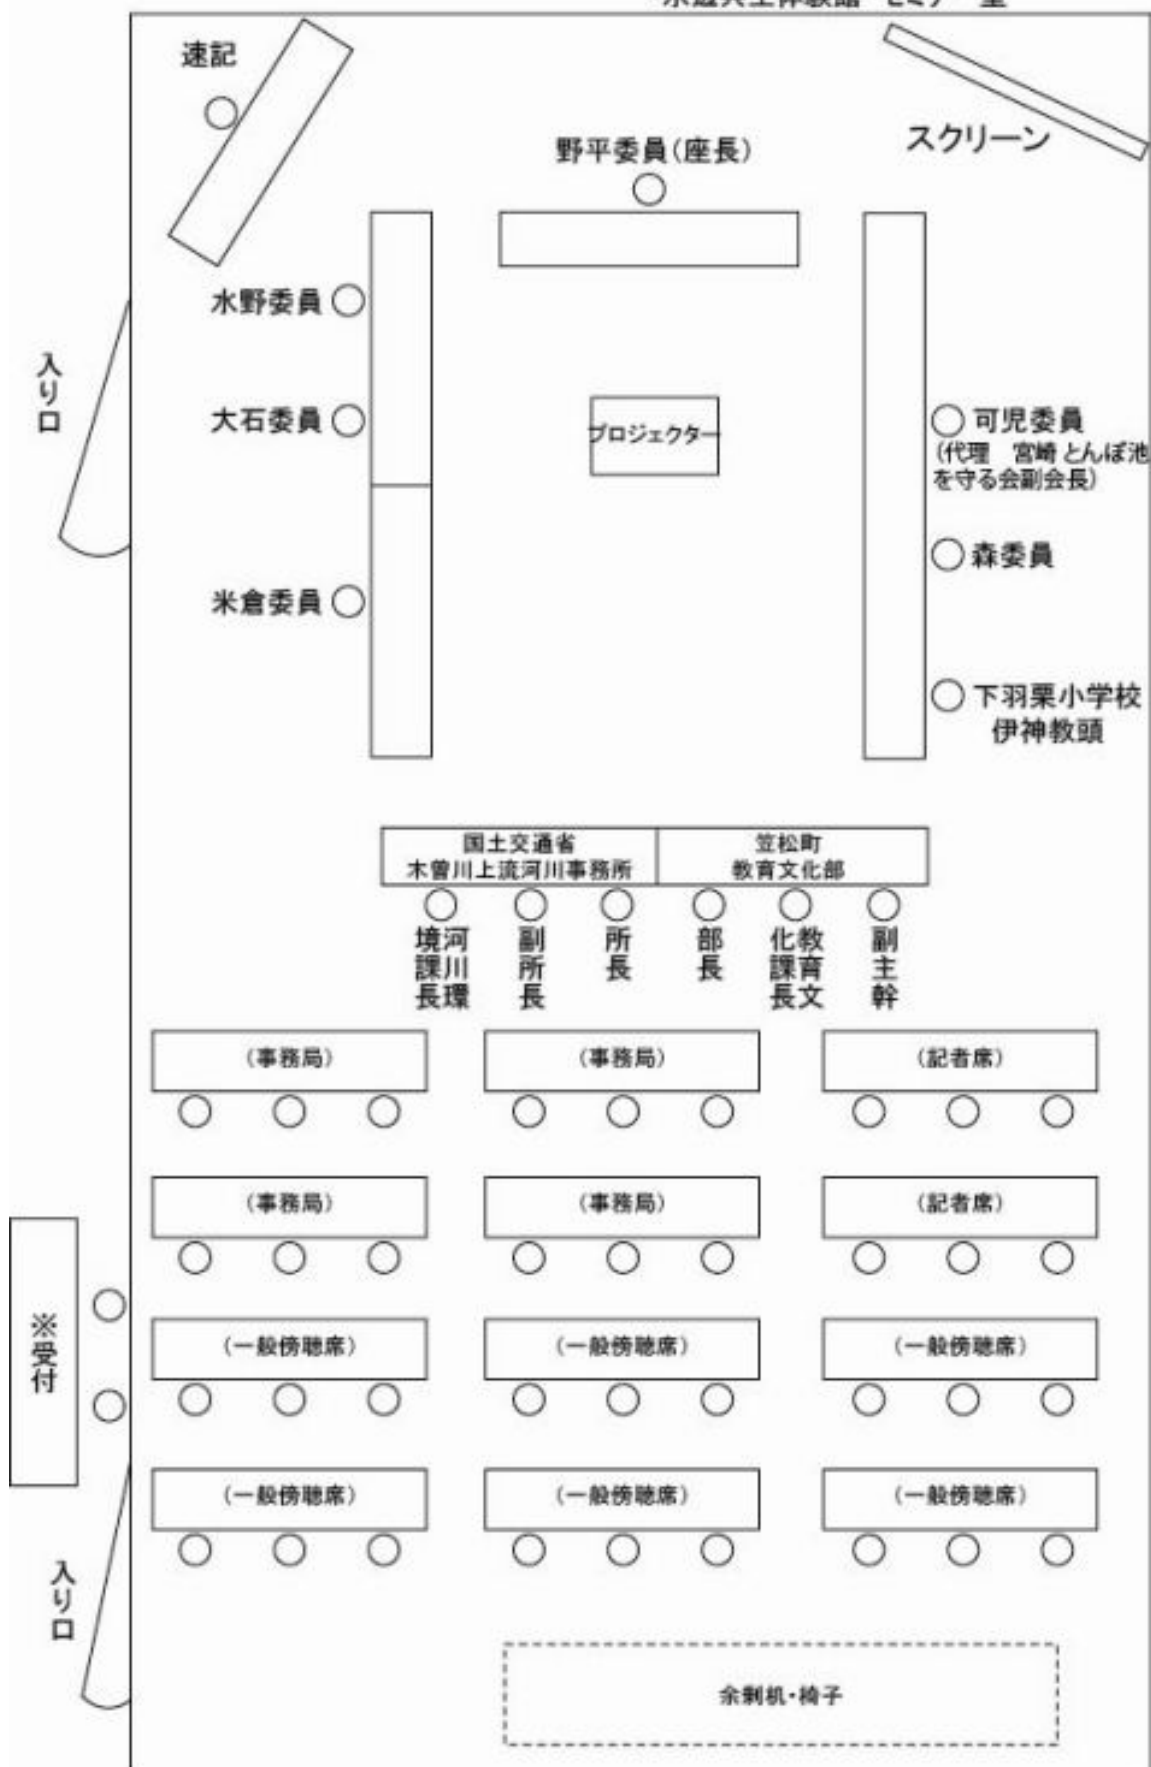 速記
スクリーン
野平委員(座長)
水野委員
入り口
大石委員
プロジェクター
可児委員
(代理　宮崎 とんぼ池
を守る会副会長)
森委員
米倉委員
下羽栗小学校
伊神教頭
国土交通省
木曽川上流河川事務所
笠松町
教育文化部
河川環
境課長
副所長
所長
部長
教育文
化課長
副主幹
(事務局)
(事務局)
(記者席)
(事務局)
(事務局)
(記者席)
※受付
(一般傍聴席)
(一般傍聴席)
(一般傍聴席)
(一般傍聴席)
(一般傍聴席)
(一般傍聴席)
入り口
余剰机・椅子